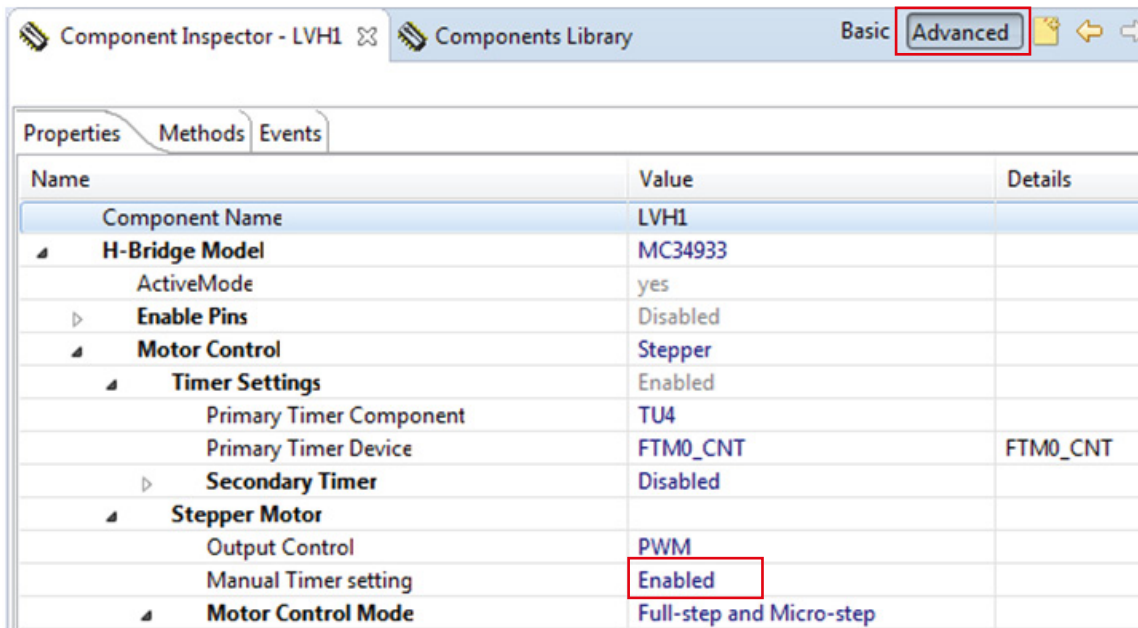 Component Inspector - LVH1 Components Library Basic Advanced
Properties Methods Events
Name Value Details
Component Name LVH1
H-Bridge Model MC34933
ActiveMode yes
Enable Pins Disabled
Motor Control Stepper
Timer Settings Enabled
Primary Timer Component TU4
Primary Timer Device FTM0_CNT FTM0_CNT
Secondary Timer Disabled
Stepper Motor
Output Control PWM
Manual Timer setting Enabled
Motor Control Mode Full-step and Micro-step